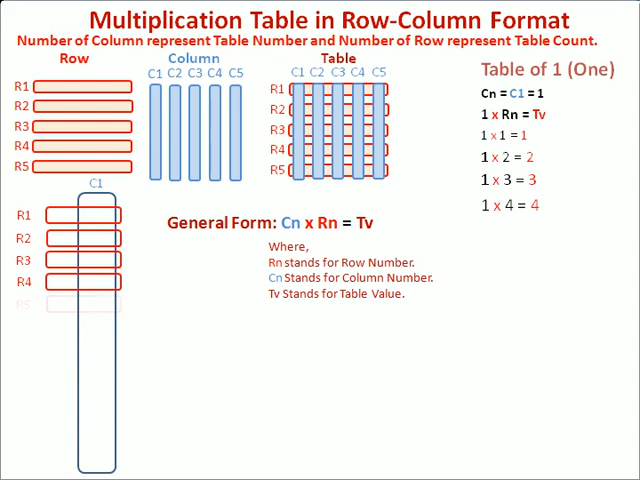 Multiplication Table in Row-Column Format
Number of Column represent Table Number and Number of Row represent Table Count.
Row
R1
R2
R3
R4
R5
Column
C1 C2 C3 C4 C5
Table
C1 C2 C3 C4 C5
R1
R2
R3
R4
R5
Table of 1 (One)
Cn = C1 = 1
1 x Rn = Tv
1 x 1 = 1
1 x 2 = 2
1 x 3 = 3
1 x 4 = 4
C1
R1
R2
R3
R4
R5
General Form: Cn x Rn = Tv
Where,
Rn stands for Row Number.
Cn Stands for Column Number.
Tv Stands for Table Value.